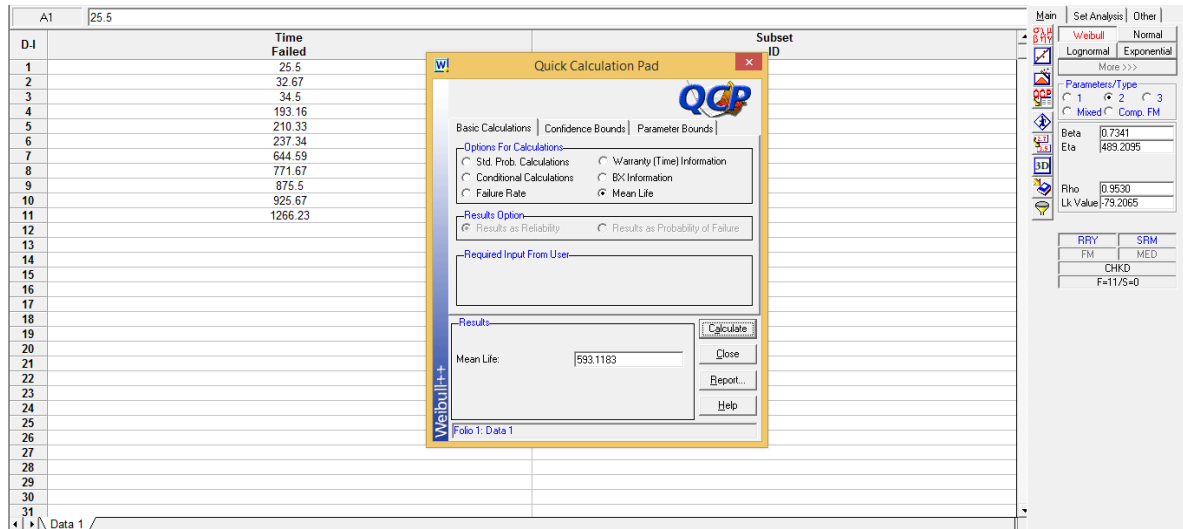 A1 25.5
Main Set Analysis Other
D-I Time Failed Subset ID
1 25.5
2 32.67
3 34.5
4 193.16
5 210.33
6 237.34
7 644.59
8 771.67
9 875.5
10 925.67
11 1266.23
12
13
14
15
16
17
18
19
20
21
22
23
24
25
26
27
28
29
30
31
Data 1
W! Quick Calculation Pad
QCP
Basic Calculations Confidence Bounds Parameter Bounds
Options For Calculations
Std. Prob. Calculations Warranty (Time) Information
Conditional Calculations BX Information
Failure Rate Mean Life
Results Option
Results as Reliability Results as Probability of Failure
Required Input From User
Results
Mean Life: 593.1183
Calculate
Close
Report...
Help
Weibull++
Folio 1: Data 1
Weibull Normal
Lognormal Exponential
More >>>
Parameters/Type
1 2 3
Mixed Comp. FM
Beta 0.7341
Eta 489.2095
Rho 0.9530
Lk Value -79.2065
RRY SRM
FM MED
CHKD
F=11/S=0
QCP
3D